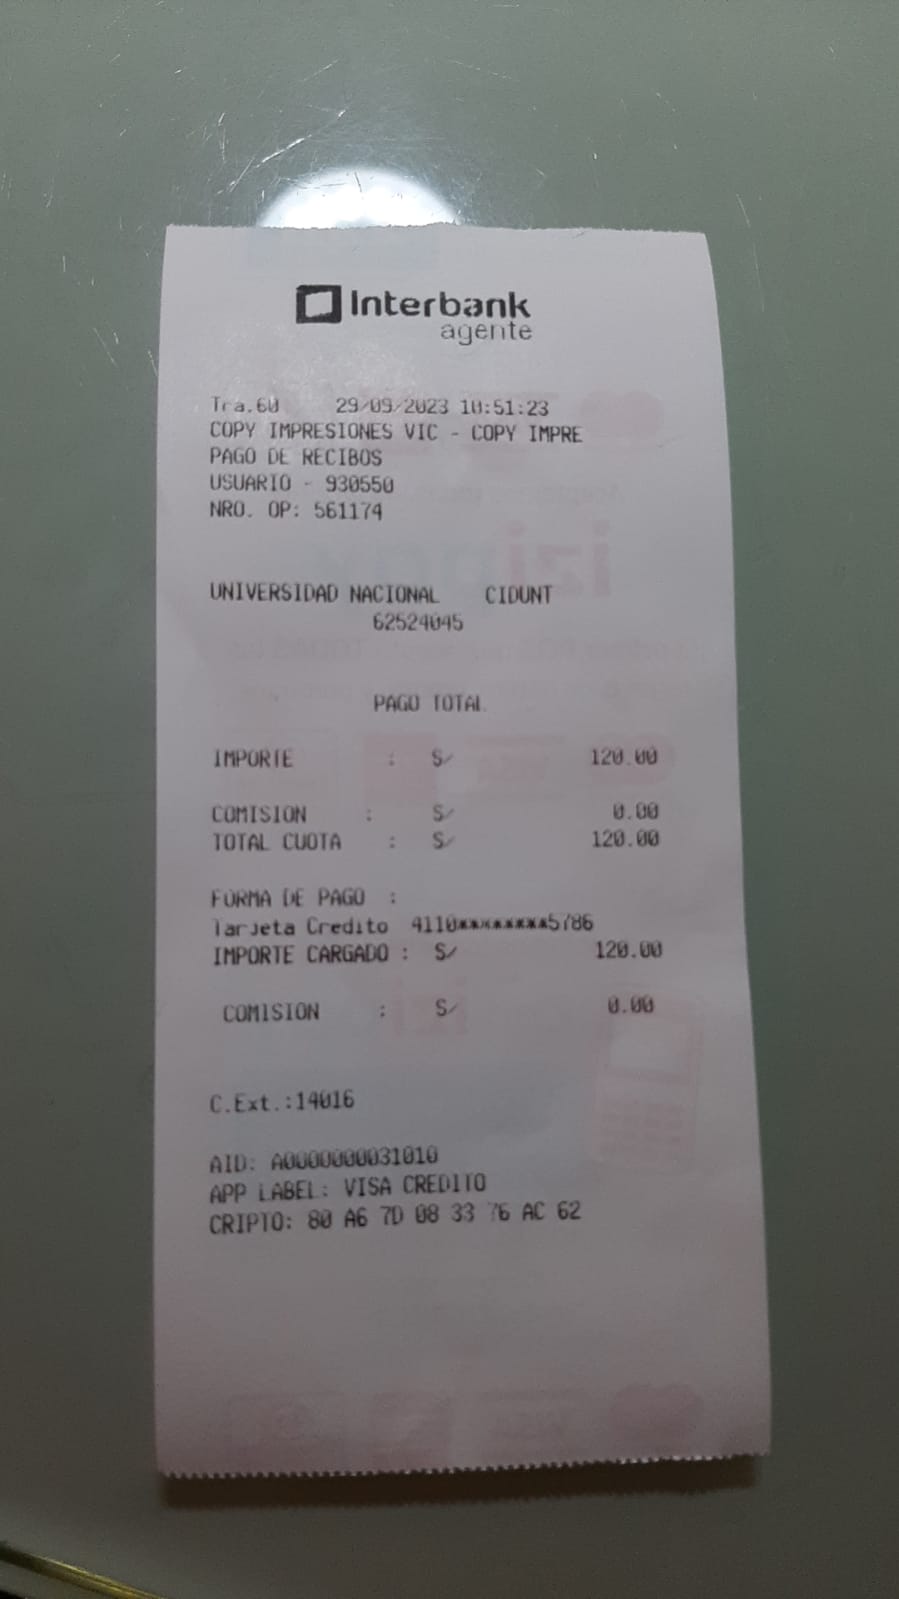 Interbank
agente
Tra.60 29/09/2023 10:51:23
COPY IMPRESIONES VIC - COPY IMPRE
PAGO DE RECIBOS
USUARIO - 930550
NRO. OP: 561174
UNIVERSIDAD NACIONAL CIDUNT
62524045
PAGO TOTAL
IMPORTE : S/ 120.00
COMISION : S/ 0.00
TOTAL CUOTA : S/ 120.00
FORMA DE PAGO :
Tarjeta Credito 4110********5786
IMPORTE CARGADO : S/ 120.00
COMISION : S/ 0.00
C.Ext.:14016
AID: A0000000031010
APP LABEL: VISA CREDITO
CRIPTO: 80 A6 7D 08 33 76 AC 62